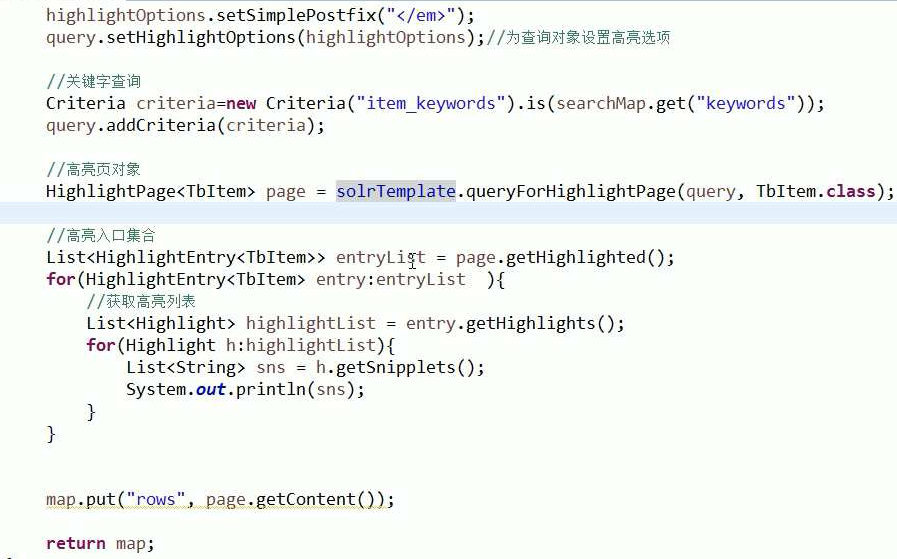 highlightOptions.setSimplePostfix("</em>");
query.setHighlightOptions(highlightOptions);//为查询对象设置高亮选项
//关键字查询
Criteria criteria=new Criteria("item_keywords").is(searchMap.get("keywords"));
query.addCriteria(criteria);
//高亮页对象
HighlightPage<TbItem> page = solrTemplate.queryForHighlightPage(query, TbItem.class);
//高亮入口集合
List<HighlightEntry<TbItem>> entryList = page.getHighlighted();
for(HighlightEntry<TbItem> entry:entryList  ){
//获取高亮列表
List<Highlight> highlightList = entry.getHighlights();
for(Highlight h:highlightList){
List<String> sns = h.getSnipplets();
System.out.println(sns);
}
}
map.put("rows", page.getContent());
return map;